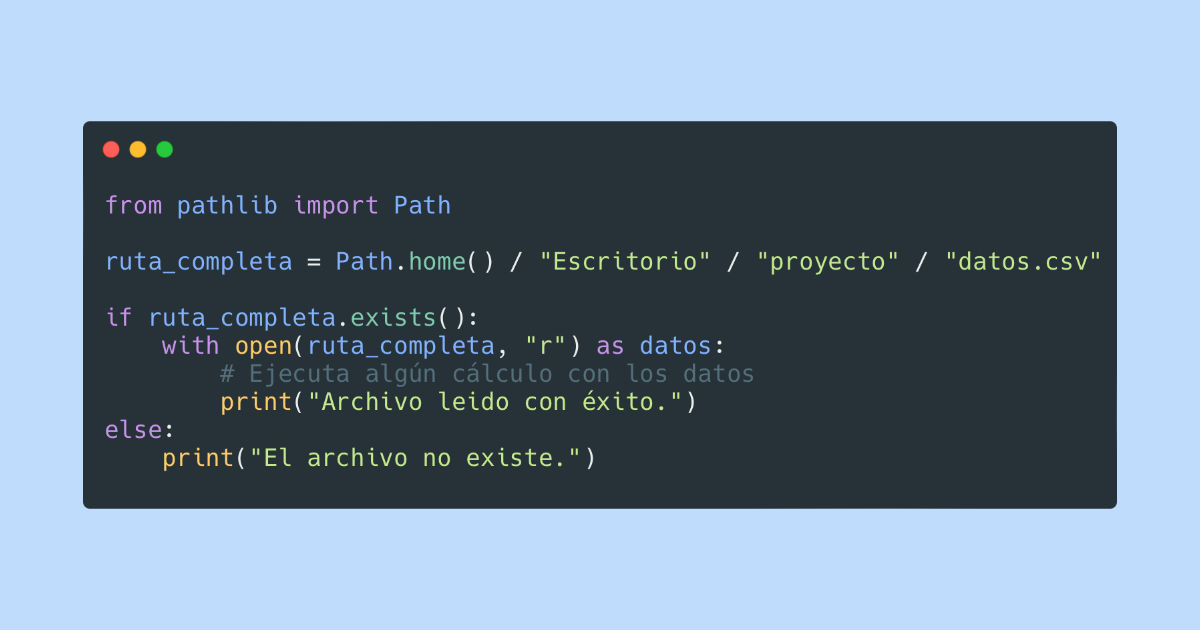 from pathlib import Path
ruta_completa = Path.home() / "Escritorio" / "proyecto" / "datos.csv"
if ruta_completa.exists():
    with open(ruta_completa, "r") as datos:
        # Ejecuta algún cálculo con los datos
        print("Archivo leido con éxito.")
else:
    print("El archivo no existe.")